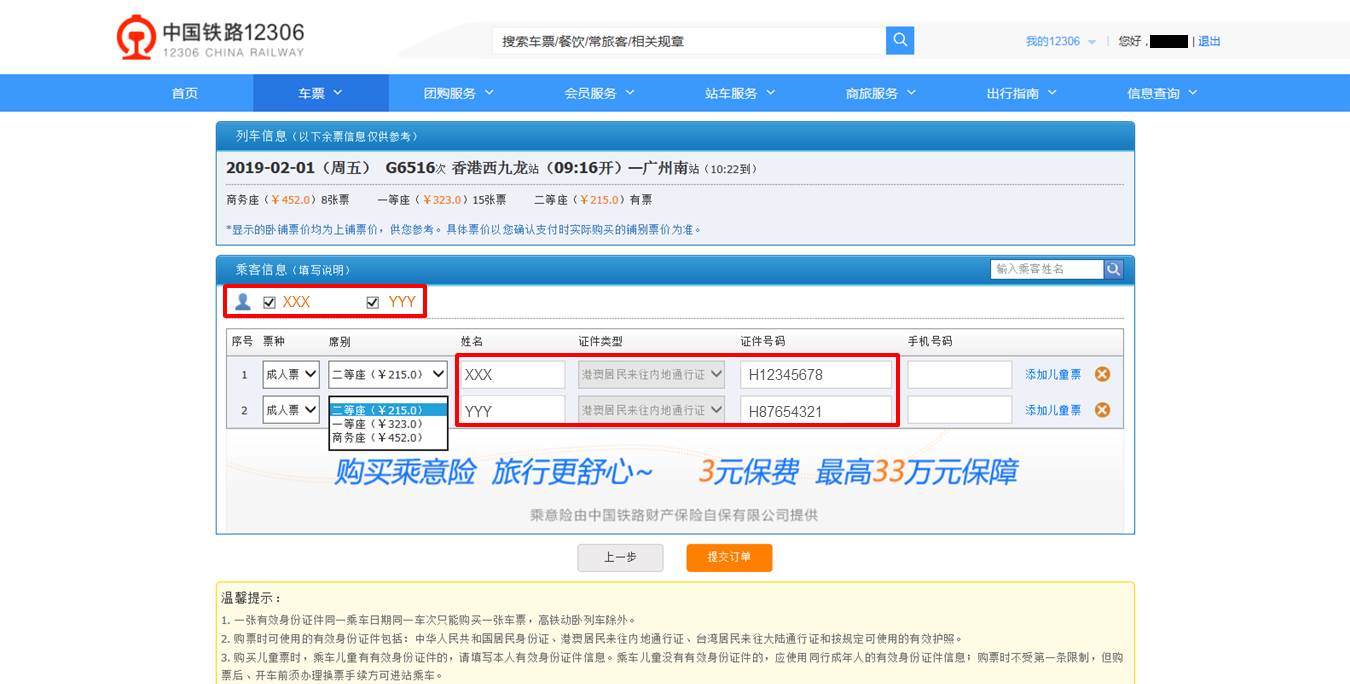 中国铁路12306
12306 CHINA RAILWAY
搜索车票/餐饮/常旅客/相关规章
我的12306 | 您好, | 退出
首页 车票 团购服务 会员服务 站车服务 商旅服务 出行指南 信息查询
列车信息（以下余票信息仅供参考）
2019-02-01（周五） G6516次 香港西九龙站（09:16开）—广州南站（10:22到）
商务座（￥452.0）8张票 一等座（￥323.0）15张票 二等座（￥215.0）有票
*显示的卧铺票价均为上铺票价，供您参考。具体票价以您确认支付时实际购买的铺别票价为准。
乘客信息（填写说明） 输入乘客姓名
XXX YYY
序号 票种 席别 姓名 证件类型 证件号码 手机号码
1 成人票 二等座（￥215.0） XXX 港澳居民来往内地通行证 H12345678 添加儿童票
2 成人票 二等座（￥215.0） YYY 港澳居民来往内地通行证 H87654321 添加儿童票
一等座（￥323.0）
商务座（￥452.0）
购买乘意险 旅行更舒心~ 3元保费 最高33万元保障
乘意险由中国铁路财产保险自保有限公司提供
上一步 提交订单
温馨提示：
1. 一张有效身份证件同一乘车日期同一车次只能购买一张车票，高铁动卧列车除外。
2. 购票时可使用的有效身份证件包括：中华人民共和国居民身份证、港澳居民来往内地通行证、台湾居民来往大陆通行证和按规定可使用的有效护照。
3. 购买儿童票时，乘车儿童有有效身份证件的，请填写本人有效身份证件信息。乘车儿童没有有效身份证件的，应使用同行成年人的有效身份证件信息；购票时不受第一条限制，但购
票后、开车前须办理换票手续方可进站乘车。